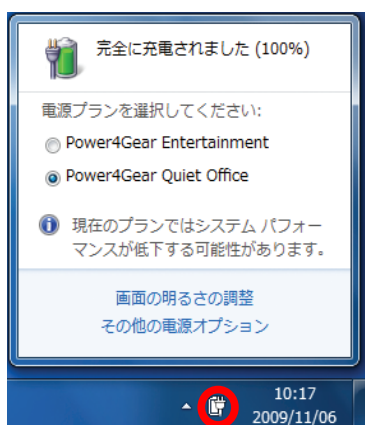 完全に充電されました (100%)
電源プランを選択してください:
Power4Gear Entertainment
Power4Gear Quiet Office
現在のプランではシステム パフォー
マンスが低下する可能性があります。
画面の明るさの調整
その他の電源オプション
10:17
2009/11/06